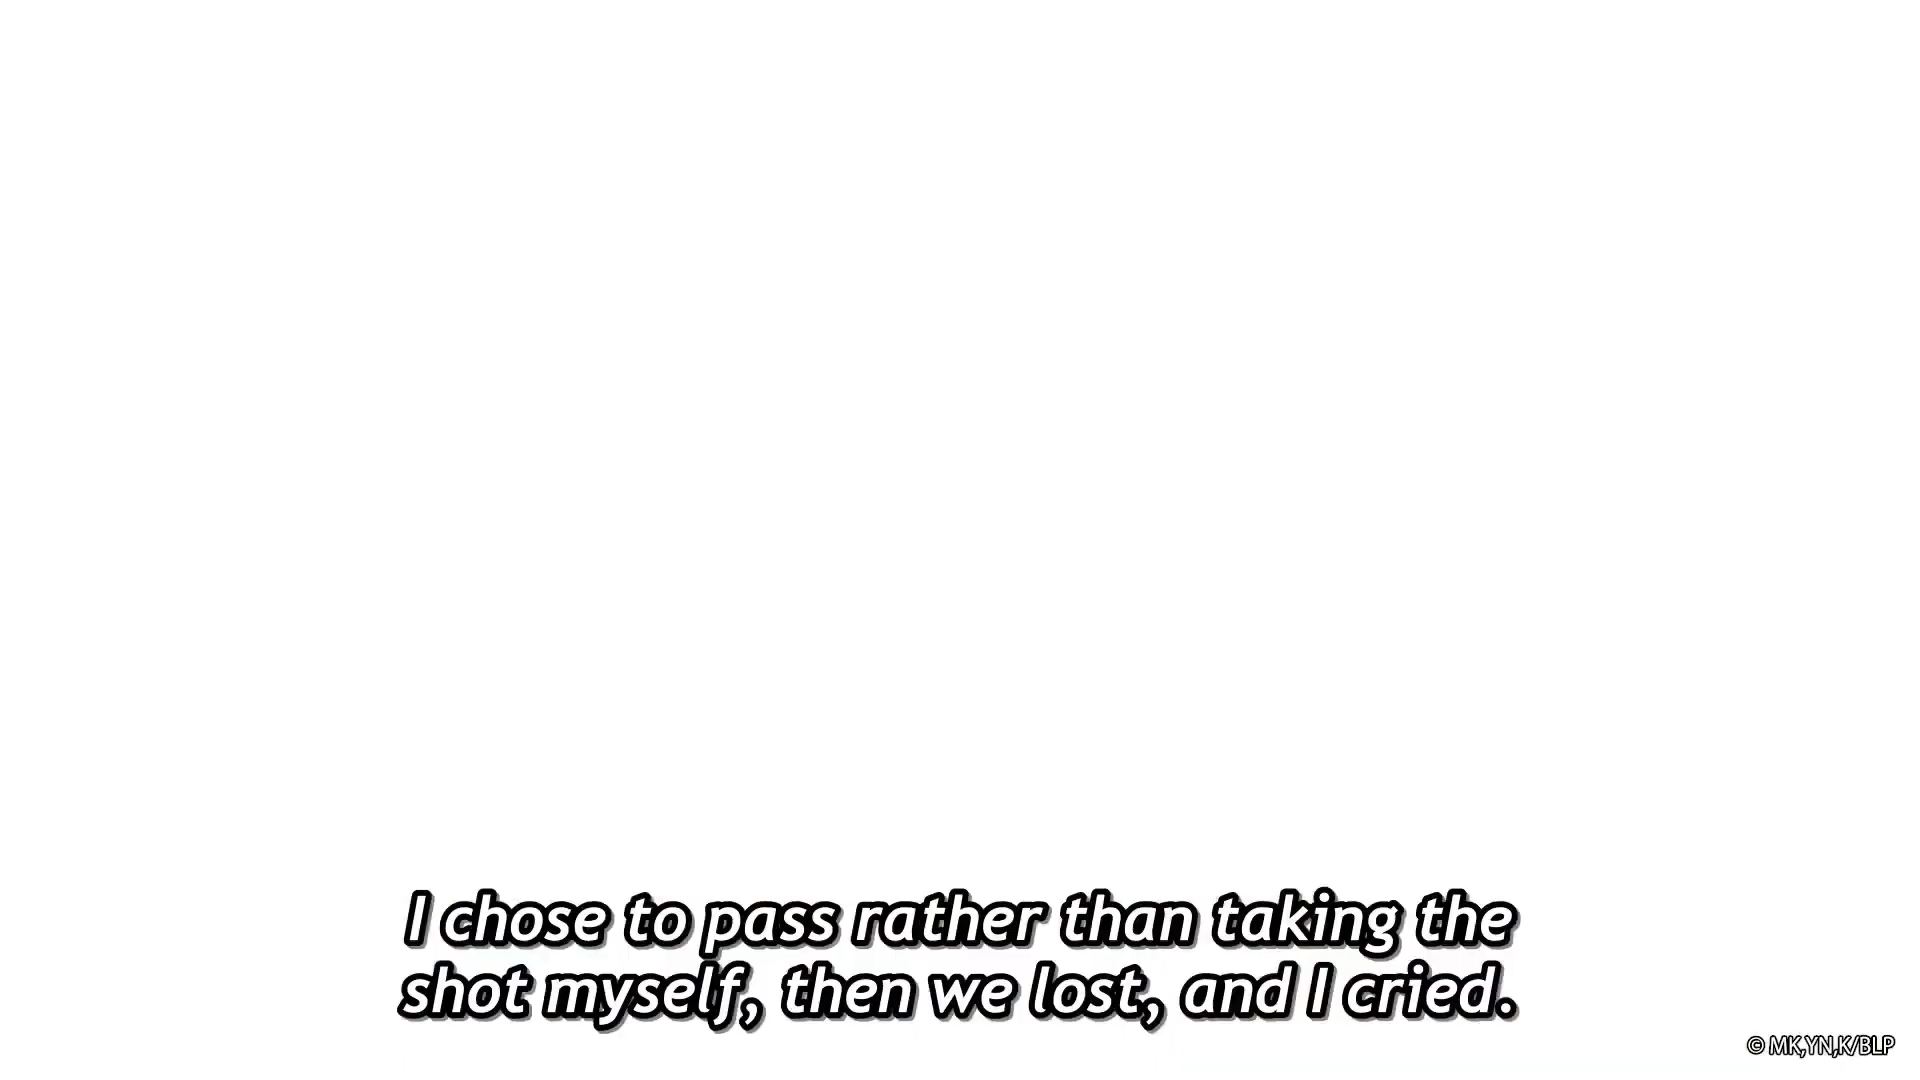 I chose to pass rather than taking the
shot myself, then we lost, and I cried.
© MK,YN,K/BLP